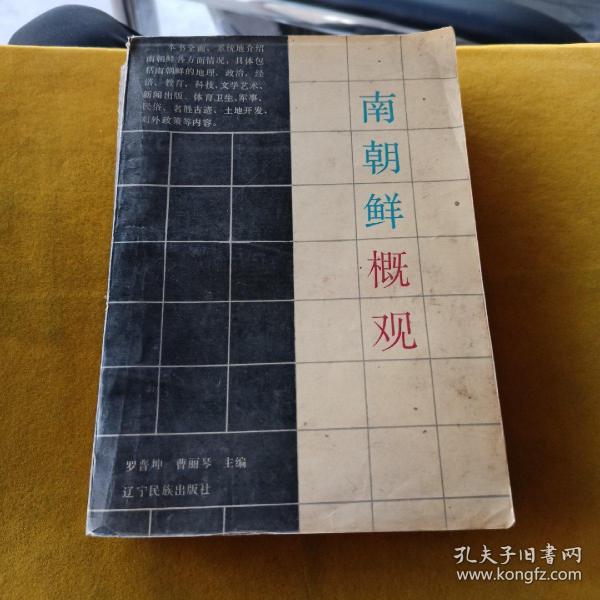 本书全面、系统地介绍
南朝鲜各方面情况，具体包
括南朝鲜的地理、政治、经
济、教育、科技、文学艺术、
新闻出版、体育卫生、军事、
民俗、名胜古迹、土地开发、
对外政策等内容。
南朝鲜概观
罗晋坤 曹丽琴 主编
辽宁民族出版社
孔夫子旧书网
www.kongfz.com